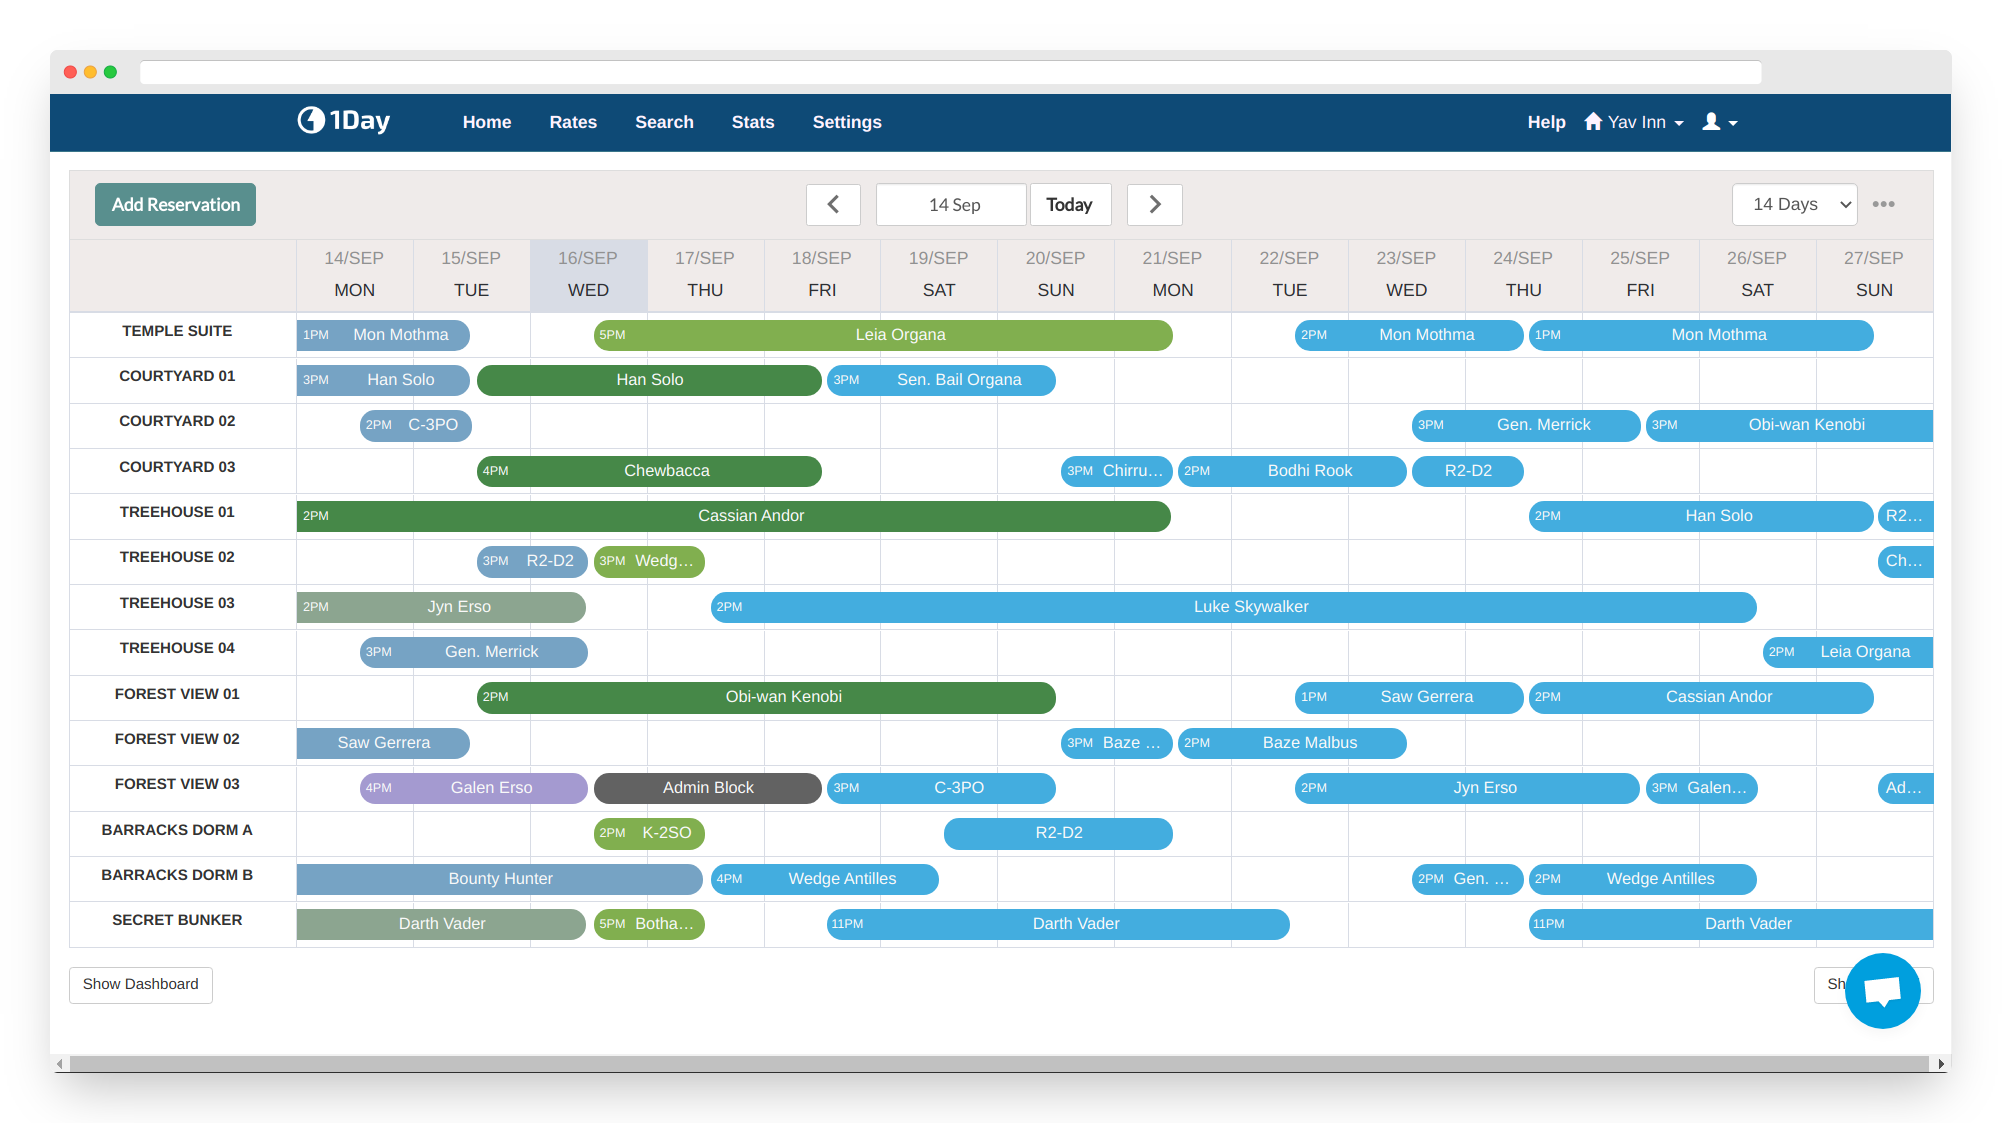 1Day Home Rates Search Stats Settings Help Yav Inn
Add Reservation 14 Sep Today 14 Days
14/SEP 15/SEP 16/SEP 17/SEP 18/SEP 19/SEP 20/SEP 21/SEP 22/SEP 23/SEP 24/SEP 25/SEP 26/SEP 27/SEP
MON TUE WED THU FRI SAT SUN MON TUE WED THU FRI SAT SUN
TEMPLE SUITE 1PM Mon Mothma 5PM Leia Organa 2PM Mon Mothma 1PM Mon Mothma
COURTYARD 01 3PM Han Solo Han Solo 3PM Sen. Bail Organa
COURTYARD 02 2PM C-3PO 3PM Gen. Merrick 3PM Obi-wan Kenobi
COURTYARD 03 4PM Chewbacca 3PM Chirru... 2PM Bodhi Rook R2-D2
TREEHOUSE 01 2PM Cassian Andor 2PM Han Solo R2...
TREEHOUSE 02 3PM R2-D2 3PM Wedg... Ch...
TREEHOUSE 03 2PM Jyn Erso 2PM Luke Skywalker
TREEHOUSE 04 3PM Gen. Merrick 2PM Leia Organa
FOREST VIEW 01 2PM Obi-wan Kenobi 1PM Saw Gerrera 2PM Cassian Andor
FOREST VIEW 02 Saw Gerrera 3PM Baze ... 2PM Baze Malbus
FOREST VIEW 03 4PM Galen Erso Admin Block 3PM C-3PO 2PM Jyn Erso 3PM Galen... Ad...
BARRACKS DORM A 2PM K-2SO R2-D2
BARRACKS DORM B Bounty Hunter 4PM Wedge Antilles 2PM Gen. ... 2PM Wedge Antilles
SECRET BUNKER Darth Vader 5PM Botha... 11PM Darth Vader 11PM Darth Vader
Show Dashboard Sh